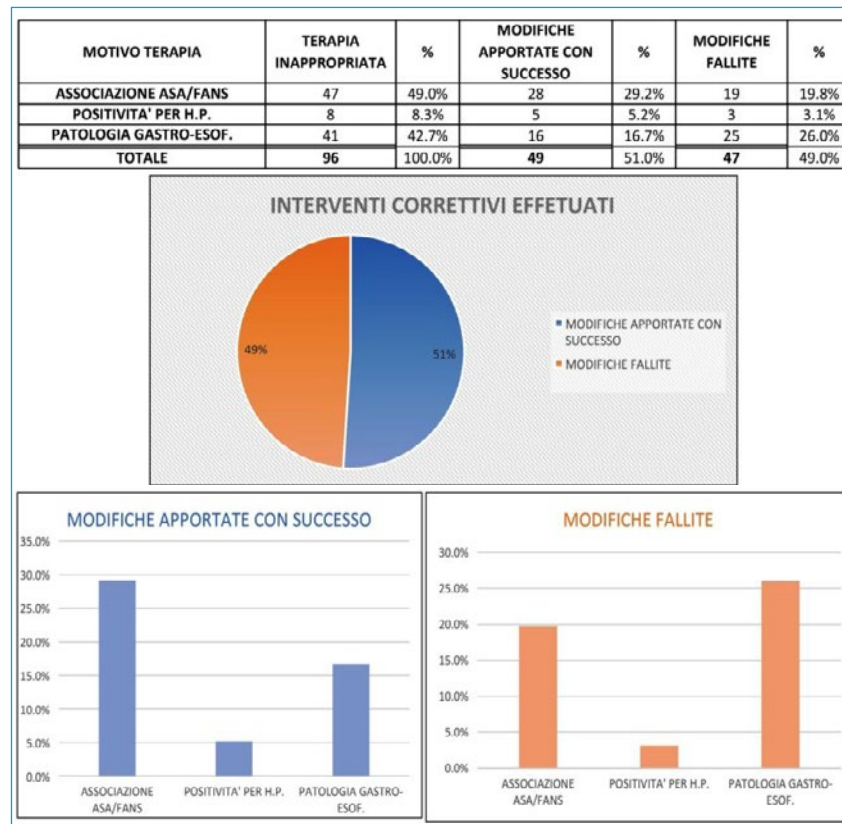 MOTIVO TERAPIA TERAPIA INAPPROPRIATA % MODIFICHE APPORTATE CON SUCCESSO % MODIFICHE FALLITE %
ASSOCIAZIONE ASA/FANS 47 49.0% 28 29.2% 19 19.8%
POSITIVITA' PER H.P. 8 8.3% 5 5.2% 3 3.1%
PATOLOGIA GASTRO-ESOF. 41 42.7% 16 16.7% 25 26.0%
TOTALE 96 100.0% 49 51.0% 47 49.0%
INTERVENTI CORRETTIVI EFFETUATI
49%
51%
MODIFICHE APPORTATE CON
SUCCESSO
MODIFICHE FALLITE
MODIFICHE APPORTATE CON SUCCESSO
35.0%
30.0%
25.0%
20.0%
15.0%
10.0%
5.0%
0.0%
ASSOCIAZIONE
ASA/FANS
POSITIVITA' PER H.P.
PATOLOGIA GASTRO-
ESOF.
MODIFICHE FALLITE
30.0%
25.0%
20.0%
15.0%
10.0%
5.0%
0.0%
ASSOCIAZIONE
ASA/FANS
POSITIVITA' PER H.P.
PATOLOGIA GASTRO-
ESOF.